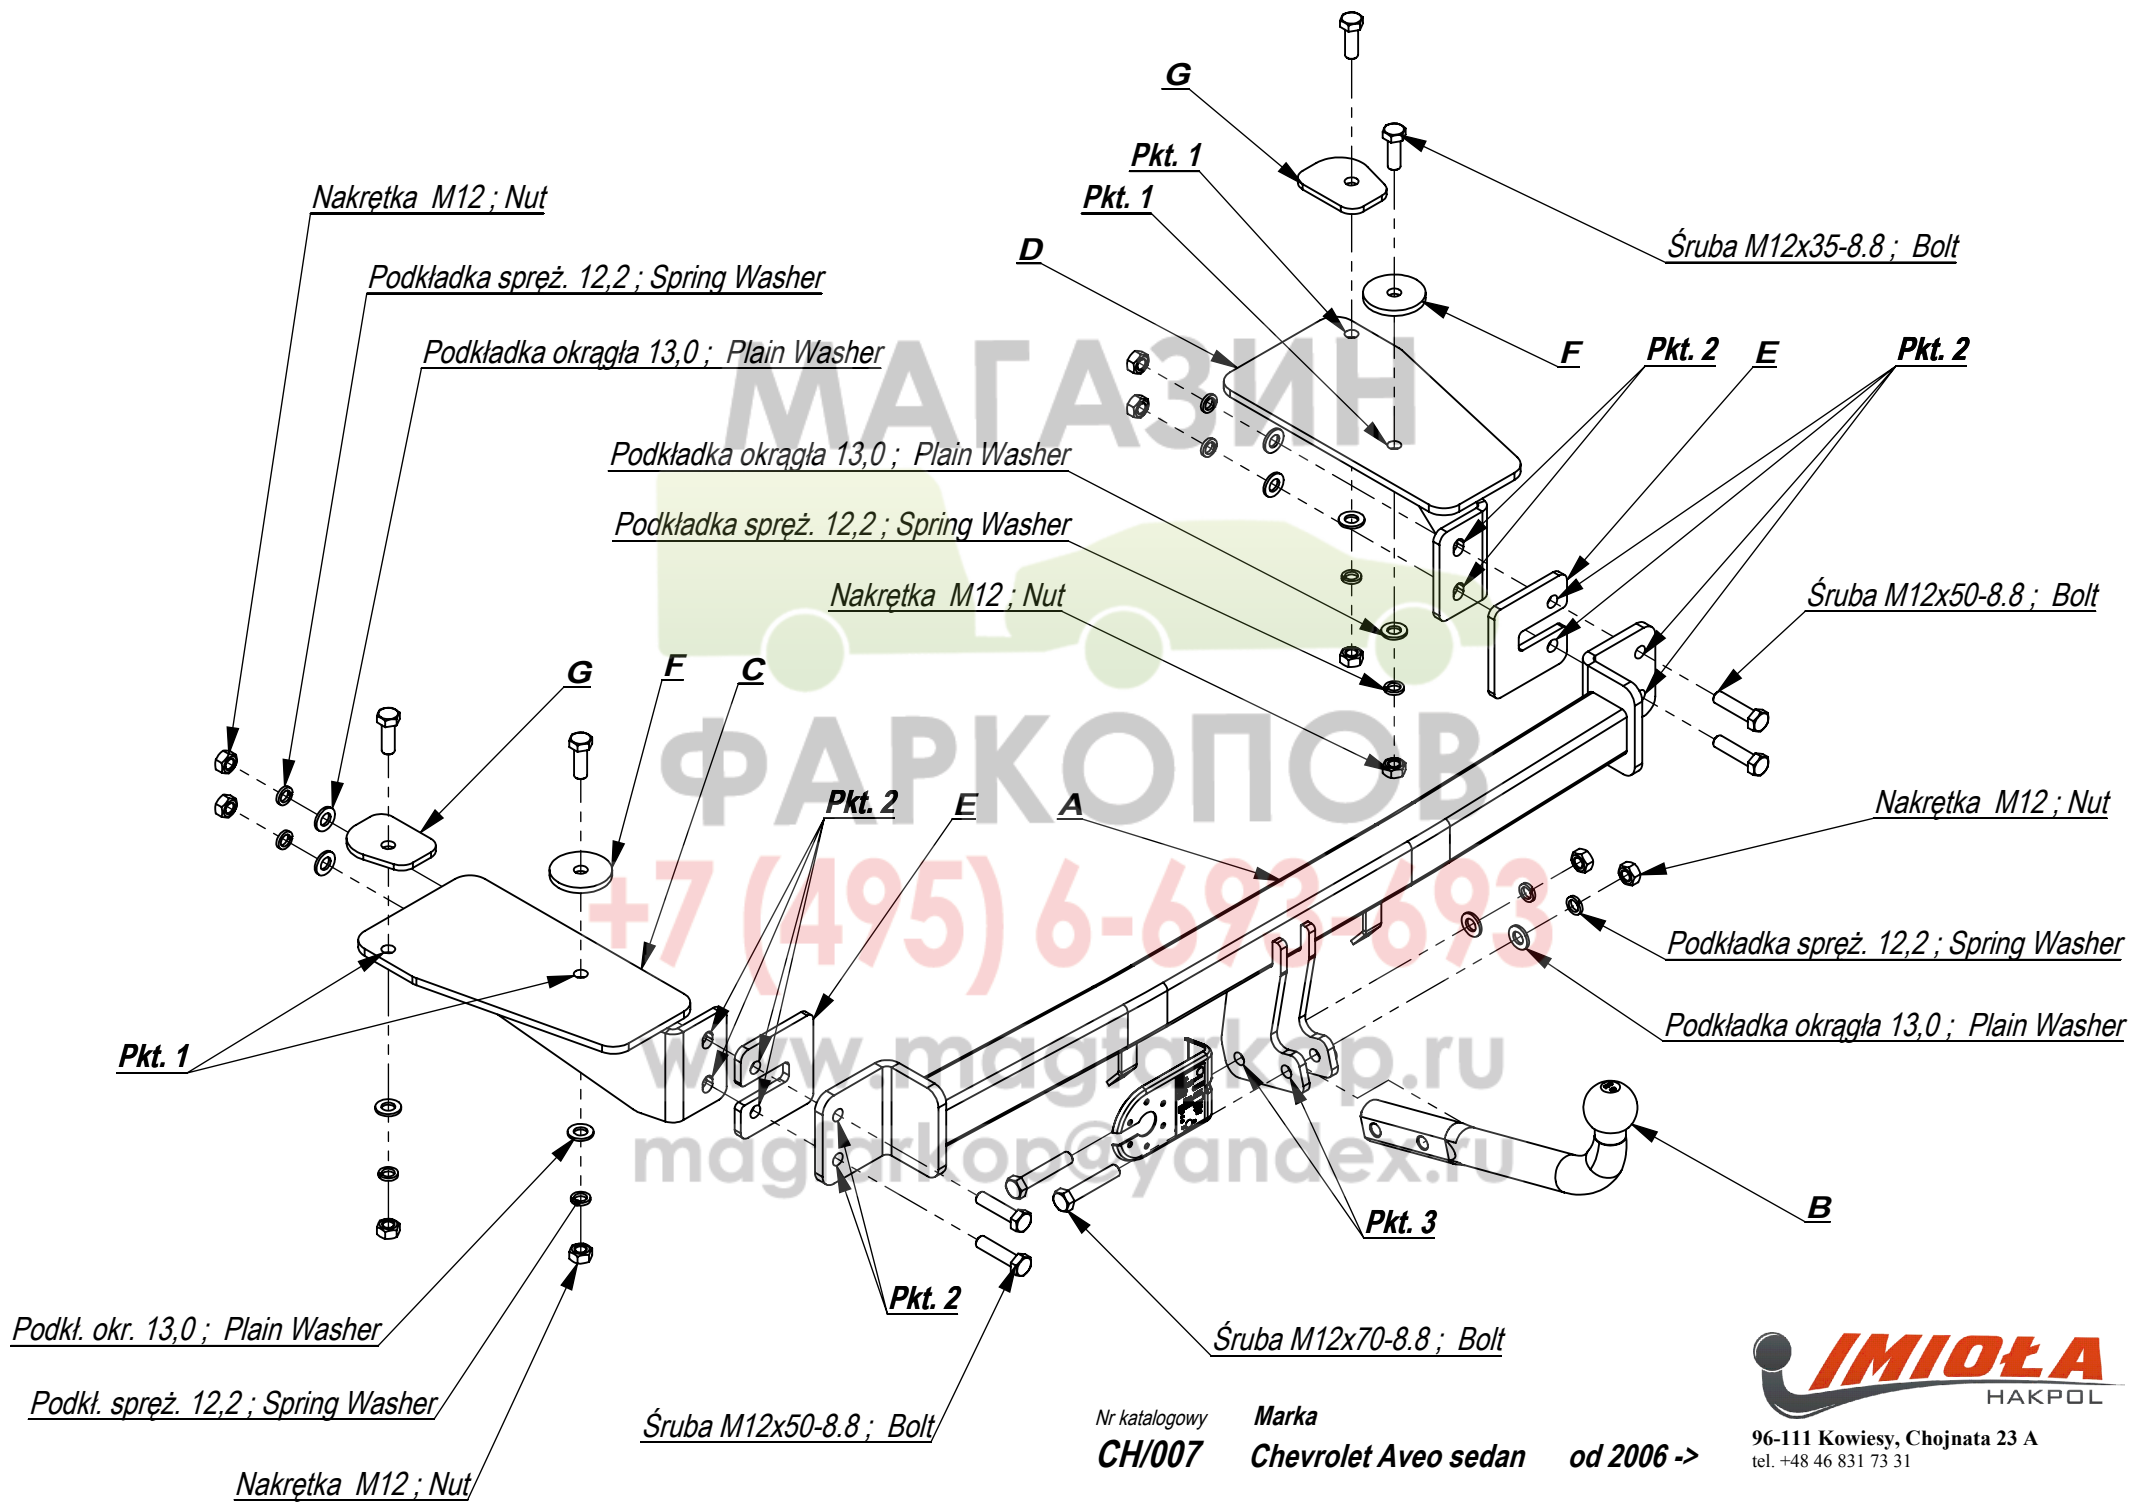 G
Pkt. 1
Pkt. 1
Nakrętka M12 ; Nut
D
Śruba M12x35-8.8 ; Bolt
Podkładka spręż. 12,2 ; Spring Washer
Podkładka okrągła 13,0 ; Plain Washer
F
Pkt. 2
E
Pkt. 2
МАГАЗИН
Podkładka okrągła 13,0 ; Plain Washer
Podkładka spręż. 12,2 ; Spring Washer
Nakrętka M12 ; Nut
Śruba M12x50-8.8 ; Bolt
G
F
C
ФАРКОПОВ
Pkt. 2
E
A
Nakrętka M12 ; Nut
+7 (495) 6-693-693
Podkładka spręż. 12,2 ; Spring Washer
Podkładka okrągła 13,0 ; Plain Washer
Pkt. 1
www.magfarkop.ru
magfarkop@yandex.ru
B
Pkt. 3
Pkt. 2
Podkł. okr. 13,0 ; Plain Washer
Śruba M12x70-8.8 ; Bolt
Podkł. spręż. 12,2 ; Spring Washer
Śruba M12x50-8.8 ; Bolt
Nakrętka M12 ; Nut
Nr katalogowy Marka
CH/007 Chevrolet Aveo sedan od 2006 ->
IMIOŁA
HAKPOL
96-111 Kowiesy, Chojnata 23 A
tel. +48 46 831 73 31